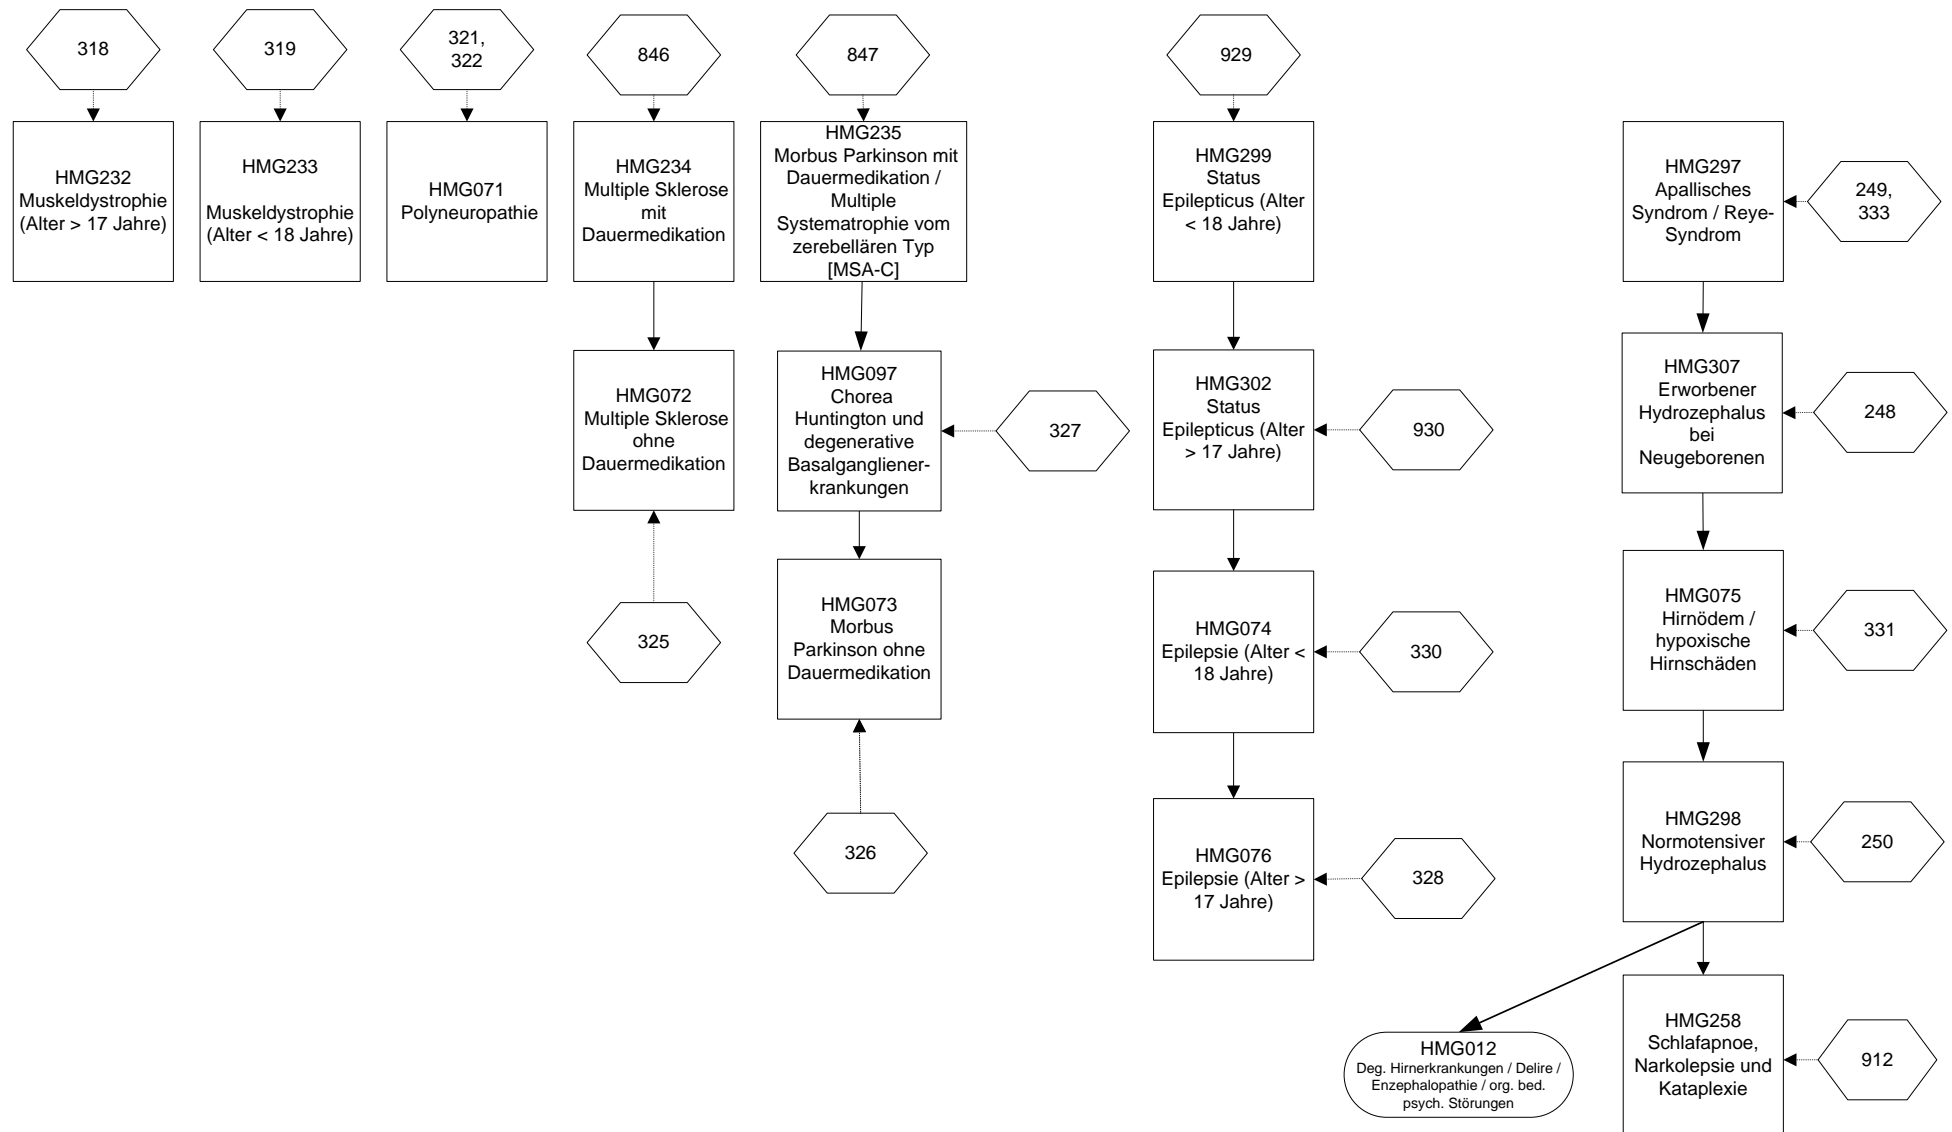 318
319
321,
322
846
847
929
HMG232
Muskeldystrophie
(Alter > 17 Jahre)
HMG233
Muskeldystrophie
(Alter < 18 Jahre)
HMG071
Polyneuropathie
HMG234
Multiple Sklerose
mit
Dauermedikation
HMG235
Morbus Parkinson mit
Dauermedikation /
Multiple
Systematrophie vom
zerebellären Typ
[MSA-C]
HMG299
Status
Epilepticus (Alter
< 18 Jahre)
HMG297
Apallisches
Syndrom / Reye-
Syndrom
249,
333
HMG072
Multiple Sklerose
ohne
Dauermedikation
HMG097
Chorea
Huntington und
degenerative
Basalgangliener-
krankungen
327
HMG302
Status
Epilepticus (Alter
> 17 Jahre)
930
HMG307
Erworbener
Hydrozephalus
bei
Neugeborenen
248
325
HMG073
Morbus
Parkinson ohne
Dauermedikation
HMG074
Epilepsie (Alter <
18 Jahre)
330
HMG075
Hirnödem /
hypoxische
Hirnschäden
331
326
HMG076
Epilepsie (Alter >
17 Jahre)
328
HMG298
Normotensiver
Hydrozephalus
250
HMG012
Deg. Hirnerkrankungen / Delire /
Enzephalopathie / org. bed.
psych. Störungen
HMG258
Schlafapnoe,
Narkolepsie und
Kataplexie
912